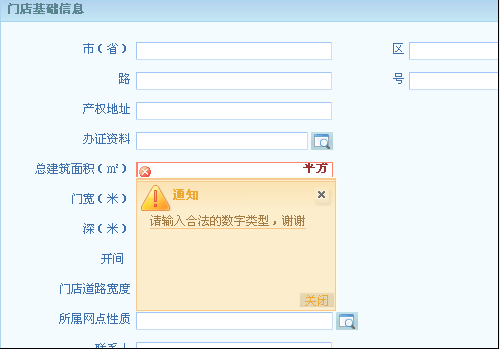 门店基础信息
市（省）
区
路
号
产权地址
办证资料
总建筑面积（㎡）
平方
门宽（米）
通知
请输入合法的数字类型，谢谢
深（米）
开间
门店道路宽度
关闭
所属网点性质
联系人